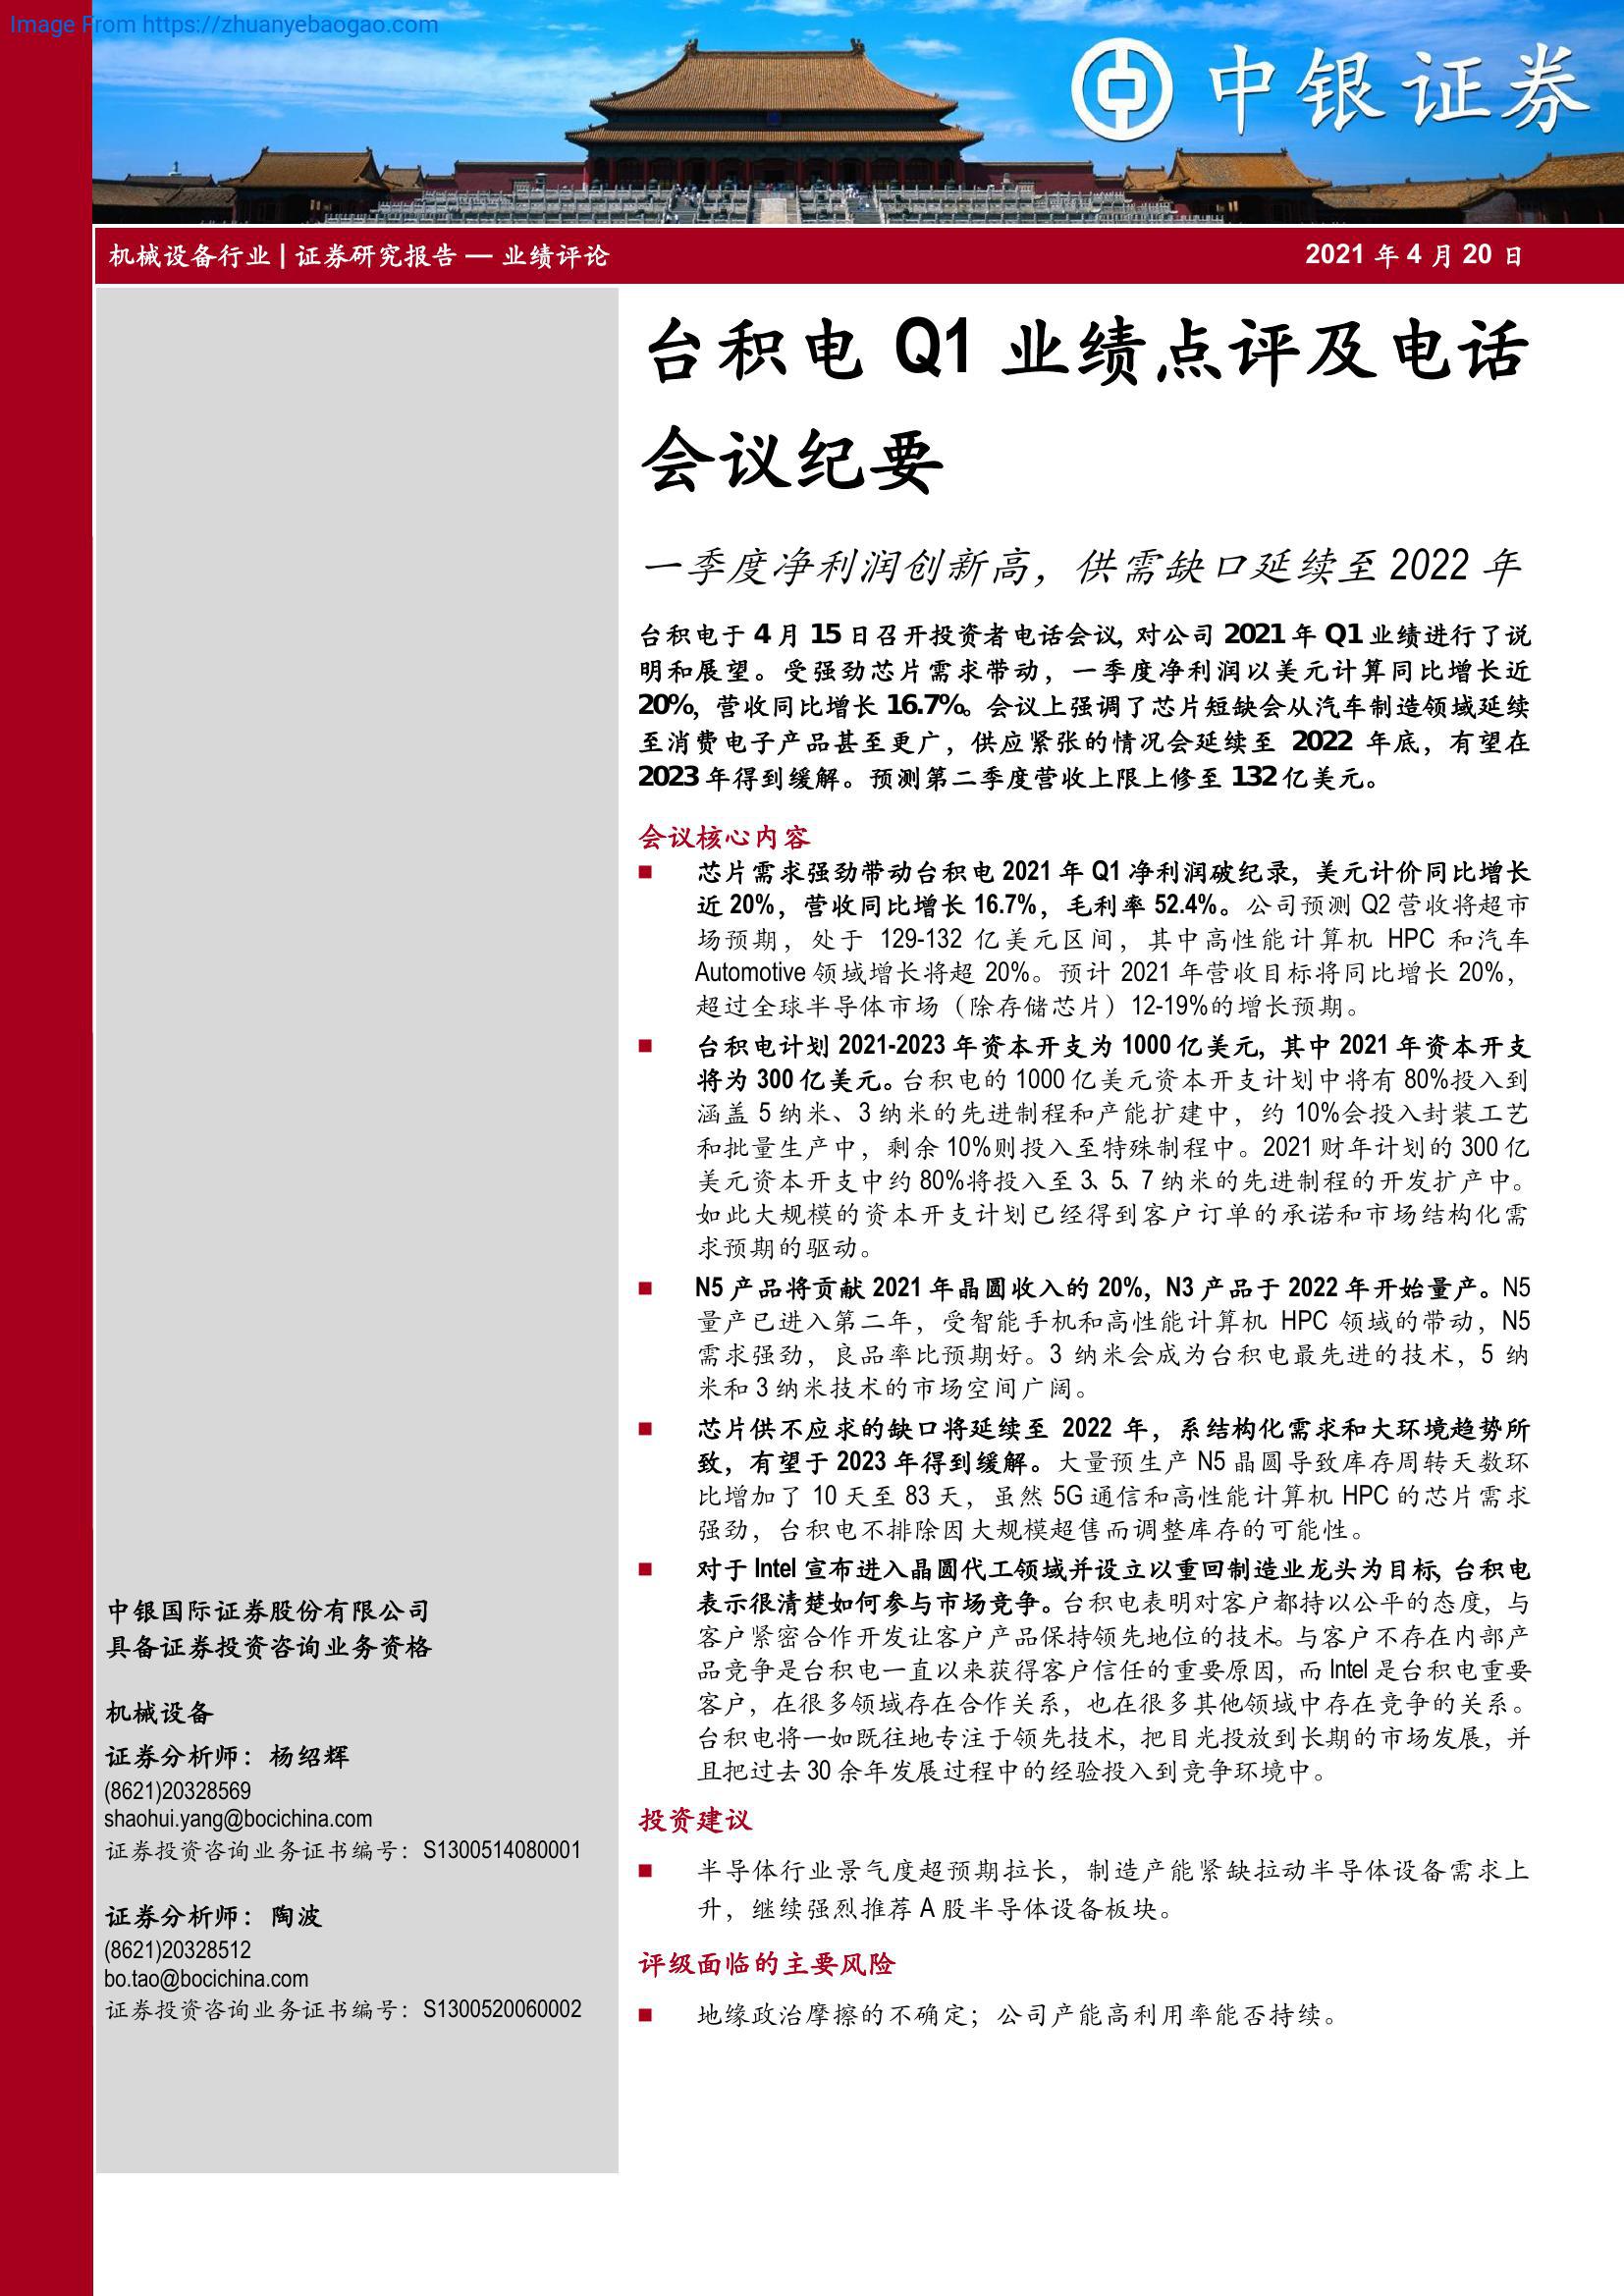 Image From https://zhuanyebaogao.com
中银证券
机械设备行业 | 证券研究报告 — 业绩评论
2021 年 4 月 20 日
台积电 Q1 业绩点评及电话
会议纪要
一季度净利润创新高，供需缺口延续至 2022 年
台积电于 4 月 15 日召开投资者电话会议，对公司 2021 年 Q1 业绩进行了说
明和展望。受强劲芯片需求带动，一季度净利润以美元计算同比增长近
20%，营收同比增长 16.7%。会议上强调了芯片短缺会从汽车制造领域延续
至消费电子产品甚至更广，供应紧张的情况会延续至 2022 年底，有望在
2023 年得到缓解。预测第二季度营收上限上修至 132 亿美元。
会议核心内容
■ 芯片需求强劲带动台积电 2021 年 Q1 净利润破纪录，美元计价同比增长
近 20%，营收同比增长 16.7%，毛利率 52.4%。公司预测 Q2 营收将超市
场预期，处于 129-132 亿美元区间，其中高性能计算机 HPC 和汽车
Automotive 领域增长将超 20%。预计 2021 年营收目标将同比增长 20%，
超过全球半导体市场（除存储芯片）12-19%的增长预期。
■ 台积电计划 2021-2023 年资本开支为 1000 亿美元，其中 2021 年资本开支
将为 300 亿美元。台积电的 1000 亿美元资本开支计划中将有 80%投入到
涵盖 5 纳米、3 纳米的先进制程和产能扩建中，约 10%会投入封装工艺
和批量生产中，剩余 10%则投入至特殊制程中。2021 财年计划的 300 亿
美元资本开支中约 80%将投入至 3、5、7 纳米的先进制程的开发扩产中。
如此大规模的资本开支计划已经得到客户订单的承诺和市场结构化需
求预期的驱动。
■ N5 产品将贡献 2021 年晶圆收入的 20%，N3 产品于 2022 年开始量产。N5
量产已进入第二年，受智能手机和高性能计算机 HPC 领域的带动，N5
需求强劲，良品率比预期好。3 纳米会成为台积电最先进的技术，5 纳
米和 3 纳米技术的市场空间广阔。
■ 芯片供不应求的缺口将延续至 2022 年，系结构化需求和大环境趋势所
致，有望于 2023 年得到缓解。大量预生产 N5 晶圆导致库存周转天数环
比增加了 10 天至 83 天，虽然 5G 通信和高性能计算机 HPC 的芯片需求
强劲，台积电不排除因大规模超售而调整库存的可能性。
■ 对于 Intel 宣布进入晶圆代工领域并设立以重回制造业龙头为目标，台积电
表示很清楚如何参与市场竞争。台积电表明对客户都持以公平的态度，与
客户紧密合作开发让客户产品保持领先地位的技术。与客户不存在内部产
品竞争是台积电一直以来获得客户信任的重要原因，而 Intel 是台积电重要
客户，在很多领域存在合作关系，也在很多其他领域中存在竞争的关系。
台积电将一如既往地专注于领先技术，把目光投放到长期的市场发展，并
且把过去 30 余年发展过程中的经验投入到竞争环境中。
投资建议
■ 半导体行业景气度超预期拉长，制造产能紧缺拉动半导体设备需求上
升，继续强烈推荐 A 股半导体设备板块。
评级面临的主要风险
■ 地缘政治摩擦的不确定；公司产能高利用率能否持续。
中银国际证券股份有限公司
具备证券投资咨询业务资格
机械设备
证券分析师：杨绍辉
(8621)20328569
shaohui.yang@bocichina.com
证券投资咨询业务证书编号：S1300514080001
证券分析师：陶波
(8621)20328512
bo.tao@bocichina.com
证券投资咨询业务证书编号：S1300520060002